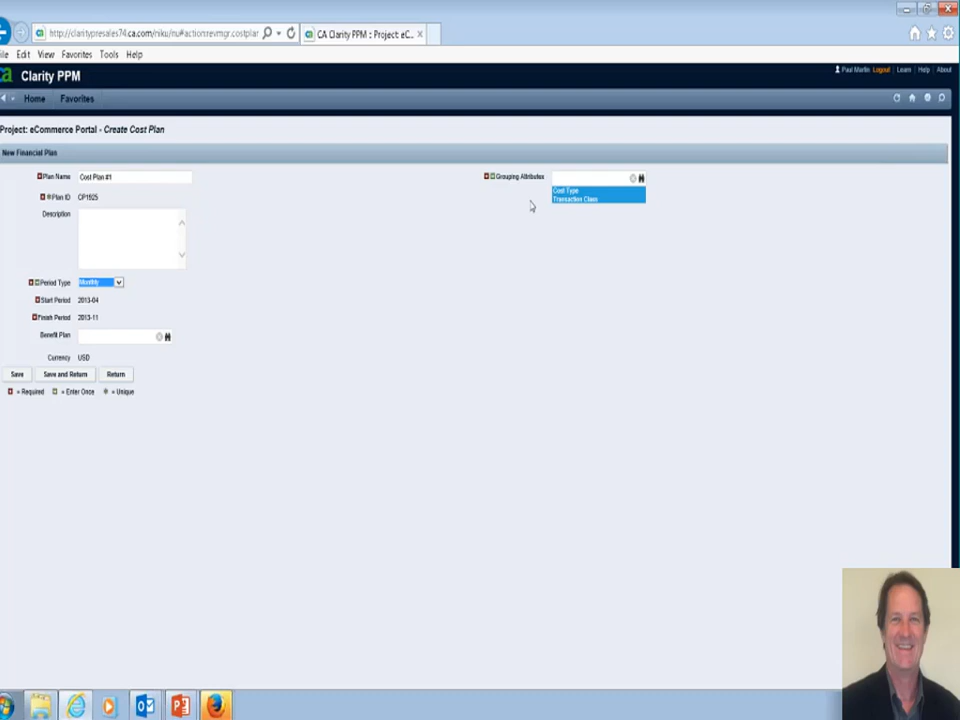 http://claritypresales74.ca.com/niku/nu#action:revmgr.costplar
CA Clarity PPM :: Project: eC...
Edit View Favorites Tools Help
Clarity PPM
Paul Martin Logout | Learn | Help | About
Home Favorites
Project: eCommerce Portal - Create Cost Plan
New Financial Plan
Plan Name Cost Plan #1
Grouping Attributes
Cost Type
Transaction Class
Plan ID CP1925
Description
Period Type Monthly
Start Period 2013-04
Finish Period 2013-11
Benefit Plan
Currency USD
Save Save and Return Return
= Required = Enter Once = Unique